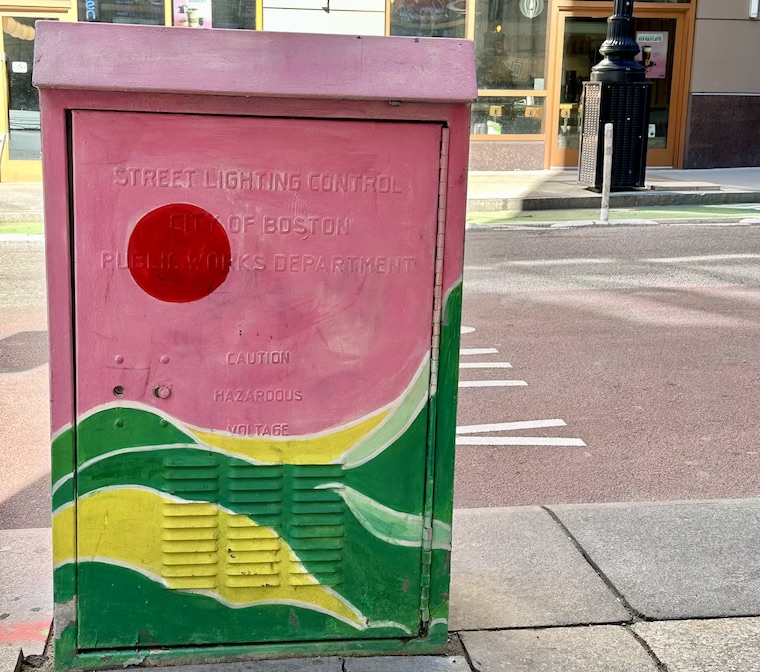 STREET LIGHTING CONTROL
CITY OF BOSTON
PUBLIC WORKS DEPARTMENT
CAUTION
HAZARDOUS
VOLTAGE